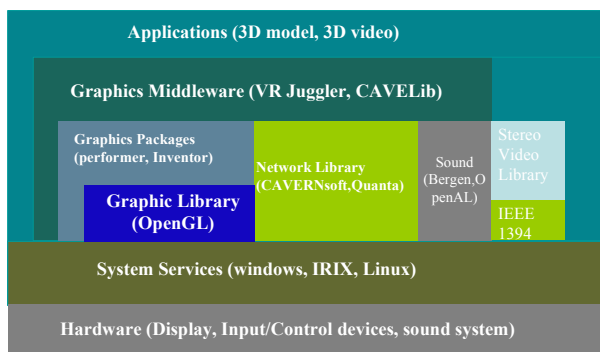 Applications (3D model, 3D video)
Graphics Middleware (VR Juggler, CAVELib)
Graphics Packages
(performer, Inventor)
Graphic Library
(OpenGL)
Network Library
(CAVERNsoft,Quanta)
Sound
(Bergen,O
penAL)
Stereo
Video
Library
IEEE
1394
System Services (windows, IRIX, Linux)
Hardware (Display, Input/Control devices, sound system)